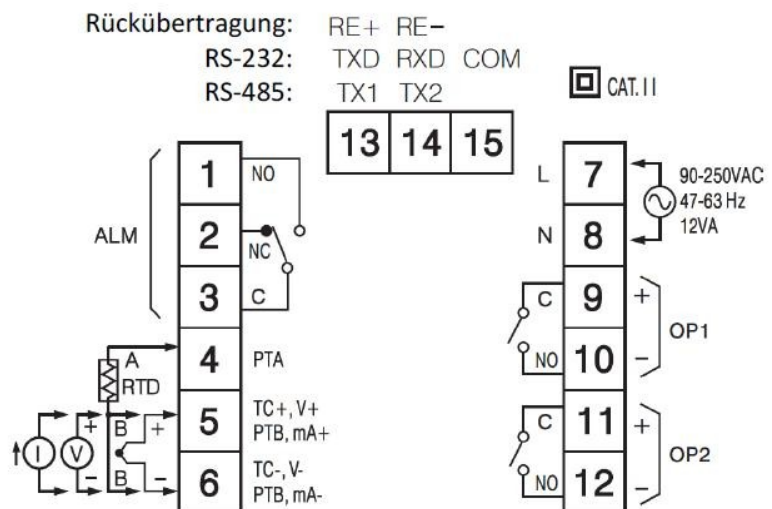 Rückübertragung: RE+ RE−
RS-232: TXD RXD COM
RS-485: TX1 TX2
CAT.II
13 14 15
1 NO
ALM 2 NC
3 C
A RTD 4 PTA
I V + B + 5 TC+, V+
PTB, mA+
− B − 6 TC-, V-
PTB, mA-
L 7 90-250VAC
47-63 Hz
N 8 12VA
C 9 + OP1
NO 10 −
C 11 + OP2
NO 12 −